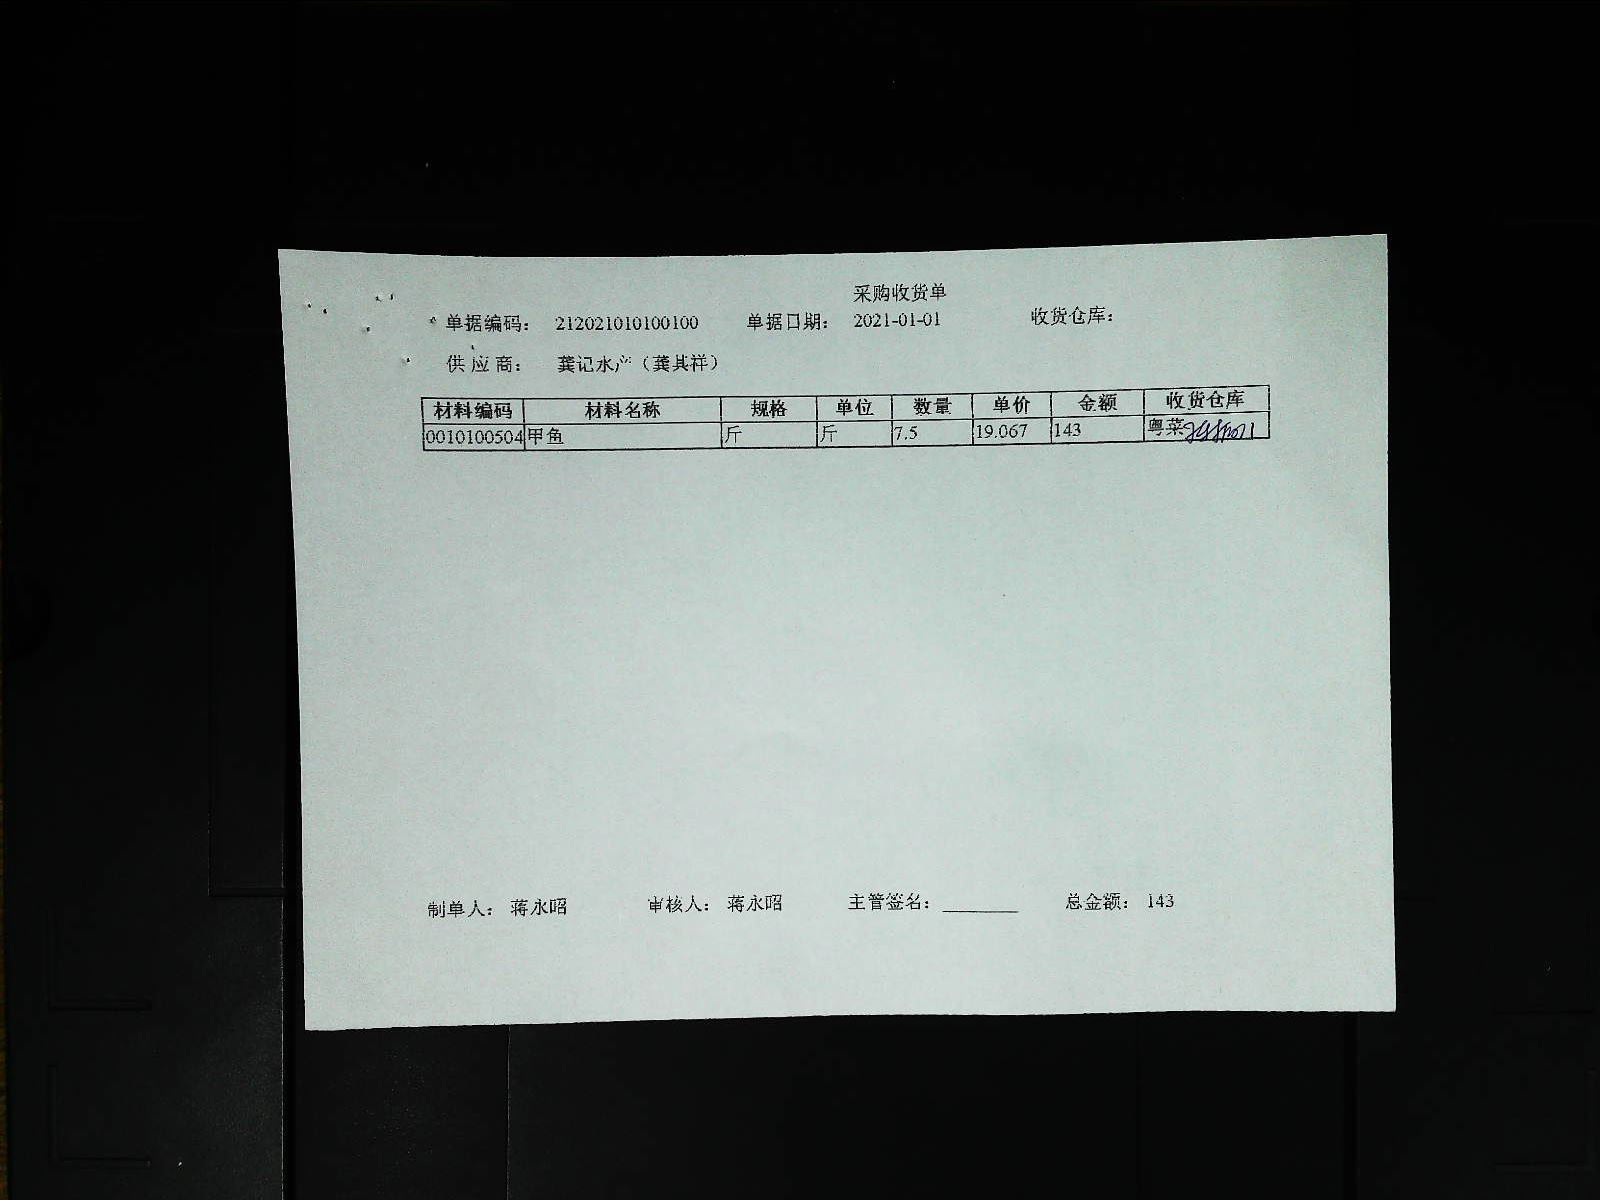 采购收货单
单据编码： 212021010100100 单据日期： 2021-01-01 收货仓库：
供 应 商： 龚记水产（龚其祥）
材料编码 材料名称 规格 单位 数量 单价 金额 收货仓库
0010100504 甲鱼 斤 斤 7.5 19.067 143 粤菜
制单人： 蒋永昭 审核人： 蒋永昭 主管签名：________ 总金额： 143